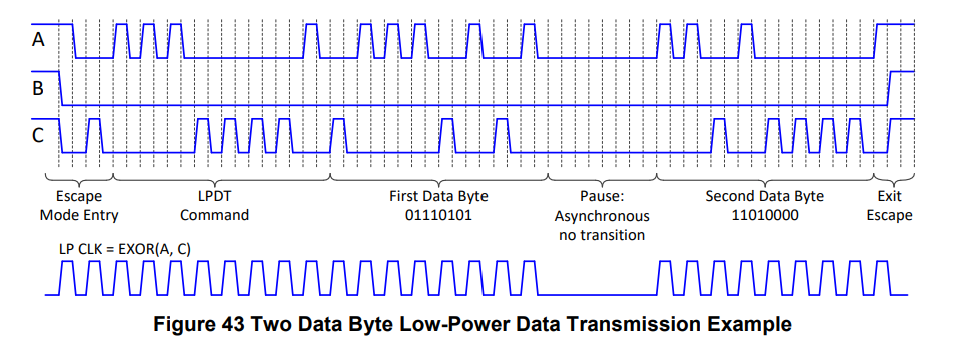 A
B
C
Escape
Mode Entry
LPDT
Command
First Data Byte
01110101
Pause:
Asynchronous
no transition
Second Data Byte
11010000
Exit
Escape
LP CLK = EXOR(A, C)
Figure 43 Two Data Byte Low-Power Data Transmission Example